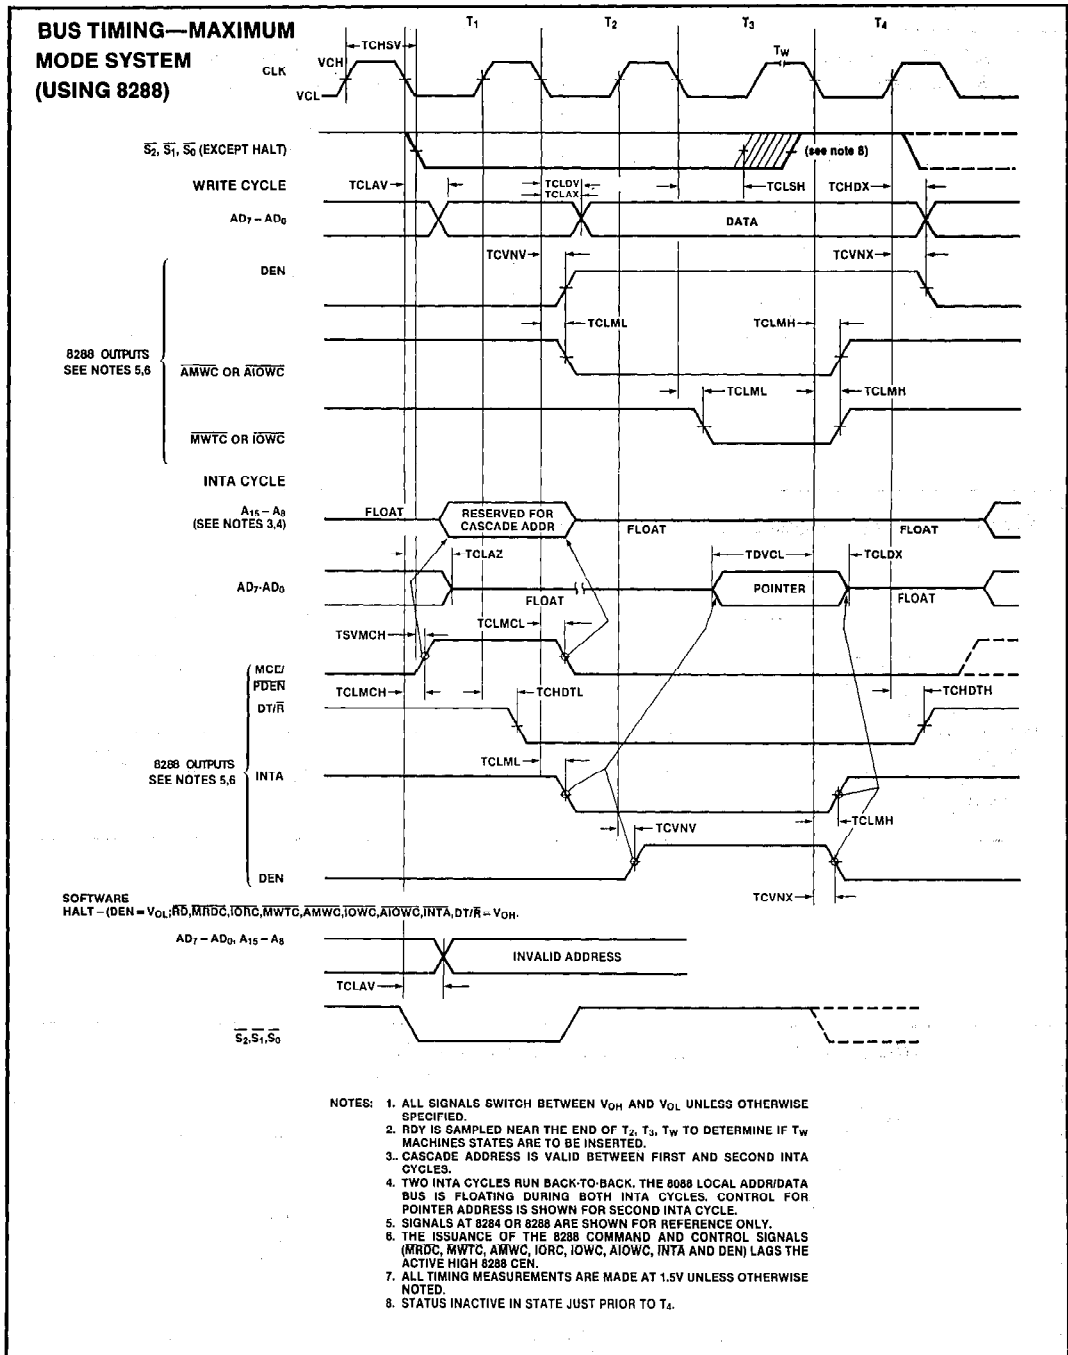 BUS TIMING—MAXIMUM
MODE SYSTEM
(USING 8288)
T1 T2 T3 T4
TCHSV
TW
CLK
VCH
VCL
S2, S1, S0 (EXCEPT HALT)
(see note 8)
WRITE CYCLE
TCLAV
TCLDV
TCLAX
TCLSH
TCHDX
AD7 – AD0
DATA
TCVNV
TCVNX
DEN
TCLML
TCLMH
8288 OUTPUTS
SEE NOTES 5,6
AMWC OR AIOWC
TCLML
TCLMH
MWTC OR IOWC
INTA CYCLE
A15 – A8
(SEE NOTES 3,4)
FLOAT
RESERVED FOR
CASCADE ADDR
FLOAT
FLOAT
TCLAZ
TDVCL
TCLDX
AD7-AD0
FLOAT
POINTER
FLOAT
TSVMCH
TCLMCL
MCE/
PDEN
TCLMCH
TCHDTL
TCHDTH
DT/R
TCLML
8288 OUTPUTS
SEE NOTES 5,6
INTA
TCLMH
TCVNV
DEN
TCVNX
SOFTWARE
HALT – (DEN = VOL; RD, MRDC, IORC, MWTC, AMWC, IOWC, AIOWC, INTA, DT/R = VOH.
AD7 – AD0, A15 – A8
INVALID ADDRESS
TCLAV
S2, S1, S0
NOTES: 1. ALL SIGNALS SWITCH BETWEEN VOH AND VOL UNLESS OTHERWISE
SPECIFIED.
2. RDY IS SAMPLED NEAR THE END OF T2, T3, TW TO DETERMINE IF TW
MACHINES STATES ARE TO BE INSERTED.
3. CASCADE ADDRESS IS VALID BETWEEN FIRST AND SECOND INTA
CYCLES.
4. TWO INTA CYCLES RUN BACK-TO-BACK. THE 8088 LOCAL ADDR/DATA
BUS IS FLOATING DURING BOTH INTA CYCLES. CONTROL FOR
POINTER ADDRESS IS SHOWN FOR SECOND INTA CYCLE.
5. SIGNALS AT 8284 OR 8288 ARE SHOWN FOR REFERENCE ONLY.
6. THE ISSUANCE OF THE 8288 COMMAND AND CONTROL SIGNALS
(MRDC, MWTC, AMWC, IORC, IOWC, AIOWC, INTA AND DEN) LAGS THE
ACTIVE HIGH 8288 CEN.
7. ALL TIMING MEASUREMENTS ARE MADE AT 1.5V UNLESS OTHERWISE
NOTED.
8. STATUS INACTIVE IN STATE JUST PRIOR TO T4.